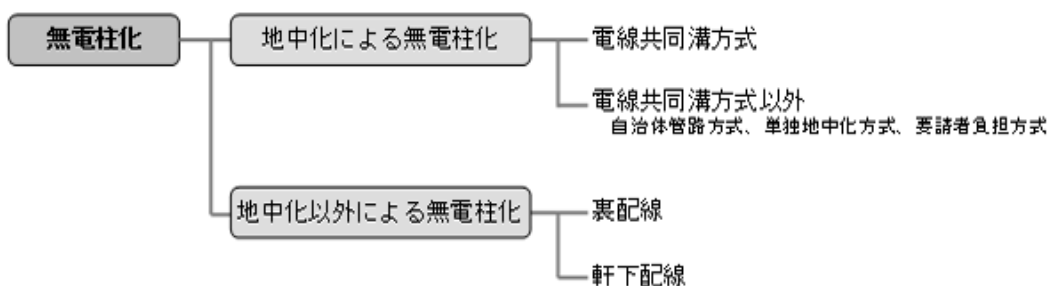 無電柱化
地中化による無電柱化
電線共同溝方式
電線共同溝方式以外
自治体管路方式、単独地中化方式、要請者負担方式
地中化以外による無電柱化
裏配線
軒下配線